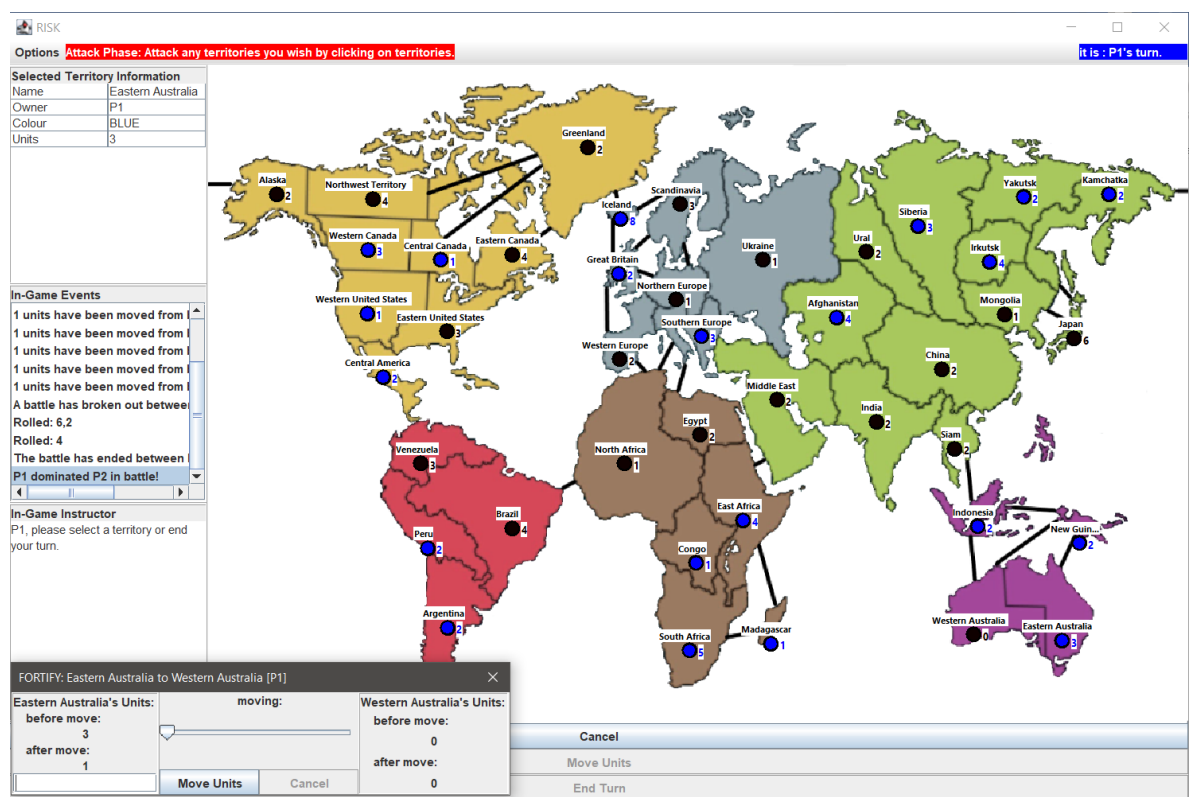 RISK
Options Attack Phase: Attack any territories you wish by clicking on territories. it is : P1's turn.
Selected Territory Information
Name Eastern Australia
Owner P1
Colour BLUE
Units 3
In-Game Events
1 units have been moved from
1 units have been moved from
1 units have been moved from
1 units have been moved from
1 units have been moved from
A battle has broken out between
Rolled: 6,2
Rolled: 4
The battle has ended between
P1 dominated P2 in battle!
In-Game Instructor
P1, please select a territory or end
your turn.
Greenland
2
Alaska
2
Northwest Territory
4
Western Canada
3
Central Canada
1
Eastern Canada
4
Western United States
1
Eastern United States
3
Central America
2
Venezuela
3
Brazil
4
Peru
2
Argentina
2
Iceland
8
Scandinavia
3
Great Britain
2
Northern Europe
1
Ukraine
1
Southern Europe
3
Western Europe
2
North Africa
1
Egypt
2
East Africa
4
Congo
1
South Africa
5
Madagascar
1
Ural
2
Siberia
3
Yakutsk
2
Kamchatka
2
Irkutsk
4
Mongolia
1
Japan
6
Afghanistan
4
China
2
Middle East
2
India
2
Siam
2
Indonesia
2
New Guin...
2
Western Australia
0
Eastern Australia
3
FORTIFY: Eastern Australia to Western Australia [P1]
Eastern Australia's Units:
before move:
3
after move:
1
moving:
Move Units
Cancel
Western Australia's Units:
before move:
0
after move:
0
Cancel
Move Units
End Turn